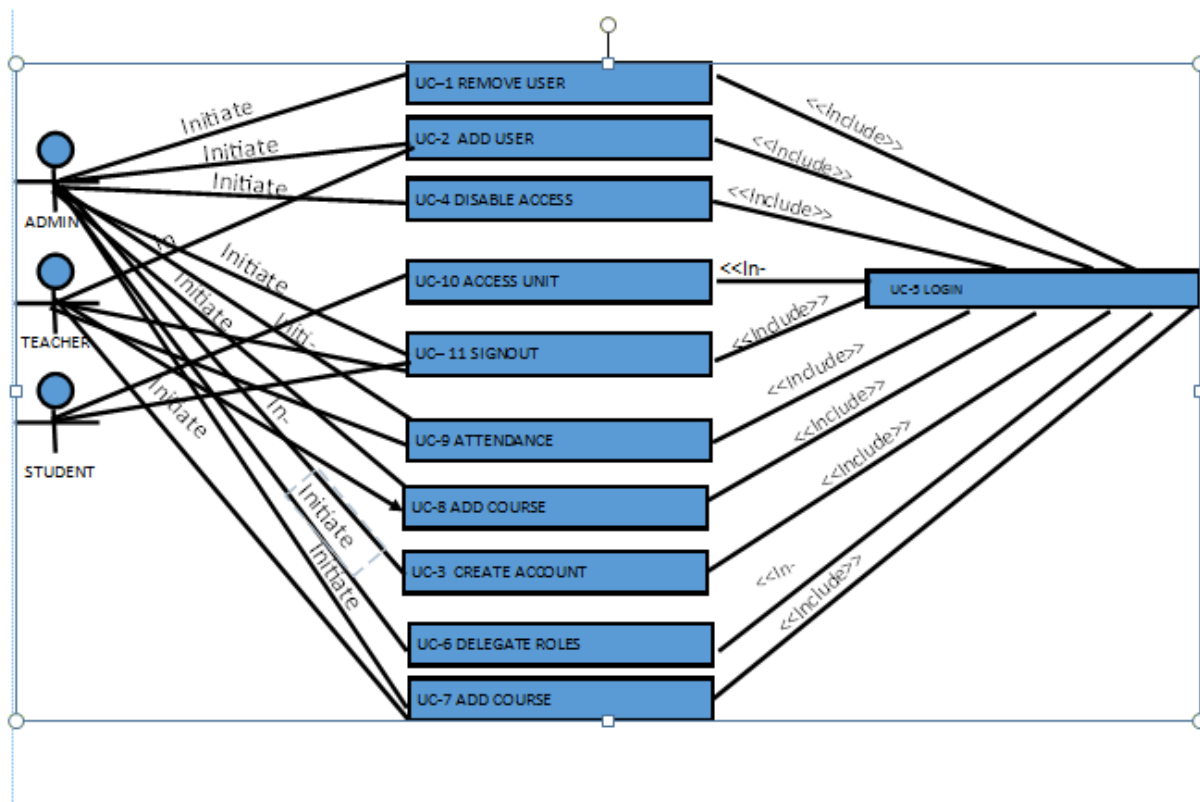 UC–1 REMOVE USER
Initiate
<<Include>>
UC-2  ADD USER
Initiate
<<Include>>
Initiate
UC-4 DISABLE ACCESS
<<Include>>
ADMIN
In
Initiate
UC-10 ACCESS UNIT
<<In-
UC-5 LOGIN
Initiate
Initi-
<<Include>>
TEACHER
UC– 11 SIGNOUT
<<Include>>
Initiate
In-
UC-9 ATTENDANCE
<<Include>>
STUDENT
<<Include>>
Initiate
UC-8 ADD COURSE
Initiate
UC-3  CREATE ACCOUNT
<<In-
<<Include>>
UC-6 DELEGATE ROLES
UC-7 ADD COURSE